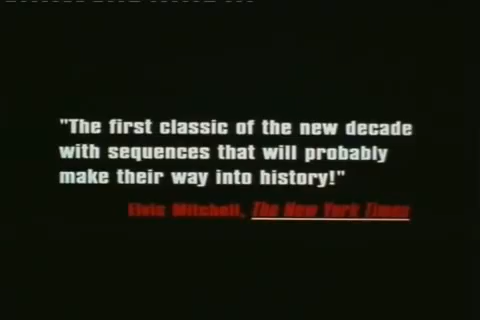 "The first classic of the new decade
with sequences that will probably
make their way into history!"
Elvis Mitchell, The New York Times